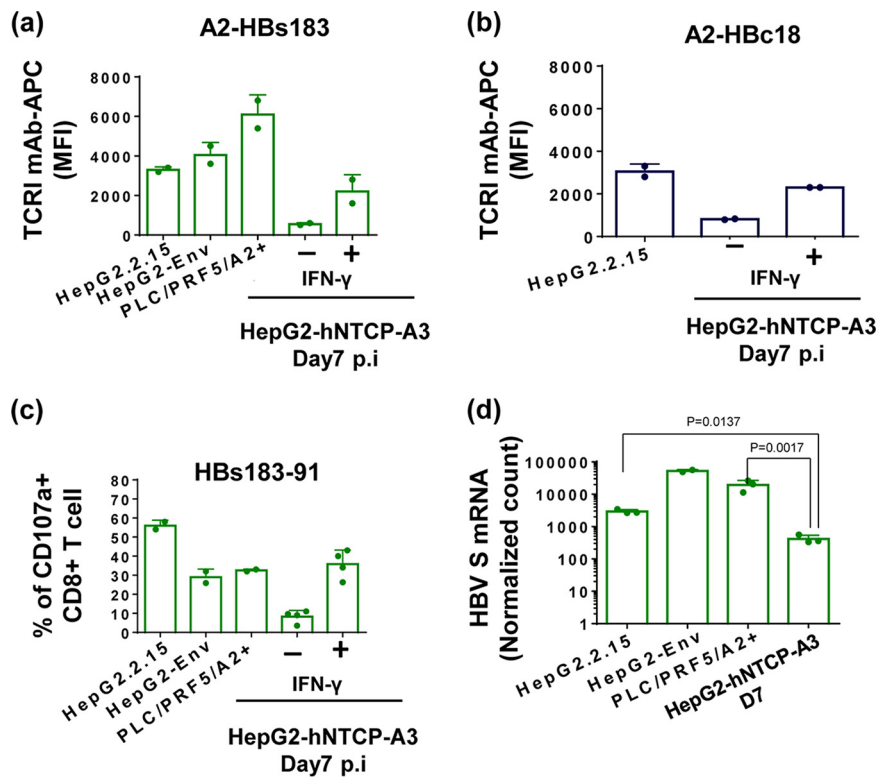 (a)
A2-HBs183
TCRI mAb-APC
(MFI)
8000
6000
4000
2000
0
HepG2.2.15
HepG2-Env
PLC/PRF5/A2+
−
+
IFN-γ
HepG2-hNTCP-A3
Day7 p.i
(b)
A2-HBc18
TCRI mAb-APC
(MFI)
8000
6000
4000
2000
0
HepG2.2.15
−
+
IFN-γ
HepG2-hNTCP-A3
Day7 p.i
(c)
HBs183-91
% of CD107a+
CD8+ T cell
80
70
60
50
40
30
20
10
0
HepG2.2.15
HepG2-Env
PLC/PRF5/A2+
−
+
IFN-γ
HepG2-hNTCP-A3
Day7 p.i
(d)
P=0.0137
P=0.0017
HBV S mRNA
(Normalized count)
100000
10000
1000
100
10
1
HepG2.2.15
HepG2-Env
PLC/PRF5/A2+
HepG2-hNTCP-A3
D7